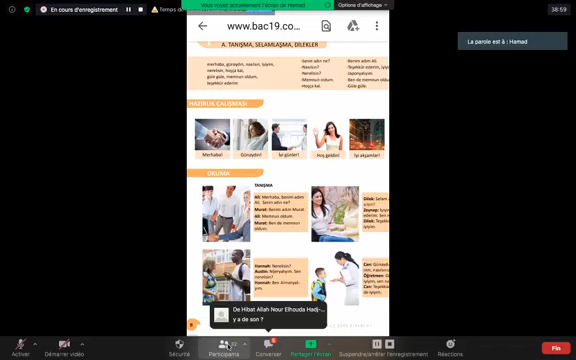 Vous voyez actuellement l'écran de Hamad
Options d'affichage
En cours d'enregistrement
38:59
www.bac19.co...
La parole est à : Hamad
A. TANIŞMA, SELAMLAŞMA, DİLEKLER
merhaba, günaydın, nasılsın, iyiyim,
nerelisin, hoşça kal,
güle güle, memnun oldum,
teşekkür ederim
-Senin adın ne?
-Nasılsın?
-Nerelisin?
-Memnun oldum.
-Hoşça kal.
-Benim adım Ali.
-Teşekkür ederim, iyiyim
-Japonyalıyım.
-Ben de memnun ol
-Güle güle.
HAZIRLIK ÇALIŞMASI
Merhaba!
Günaydın!
İyi günler!
Hoş geldin!
İyi akşamlar!
OKUMA
TANIŞMA
Ali: Merhaba, benim adım
Ali. Senin adın ne?
Murat: Benim adım Murat.
Ali: Memnun oldum.
Murat: Ben de memnun
oldum.
Hannah: Nerelisin?
Austin: Nijeryalıyım. Sen
nerelisin?
Hannah: Ben Almanyalı-
yım.
De Hibat Allah Nour Elhouda Hadj-...
y a de son ?
Activer
Démarrer vidéo
Sécurité
Participants
Converser
Partager l'écran
Suspendre/arrêter l'enregistrement
Réactions
Fin